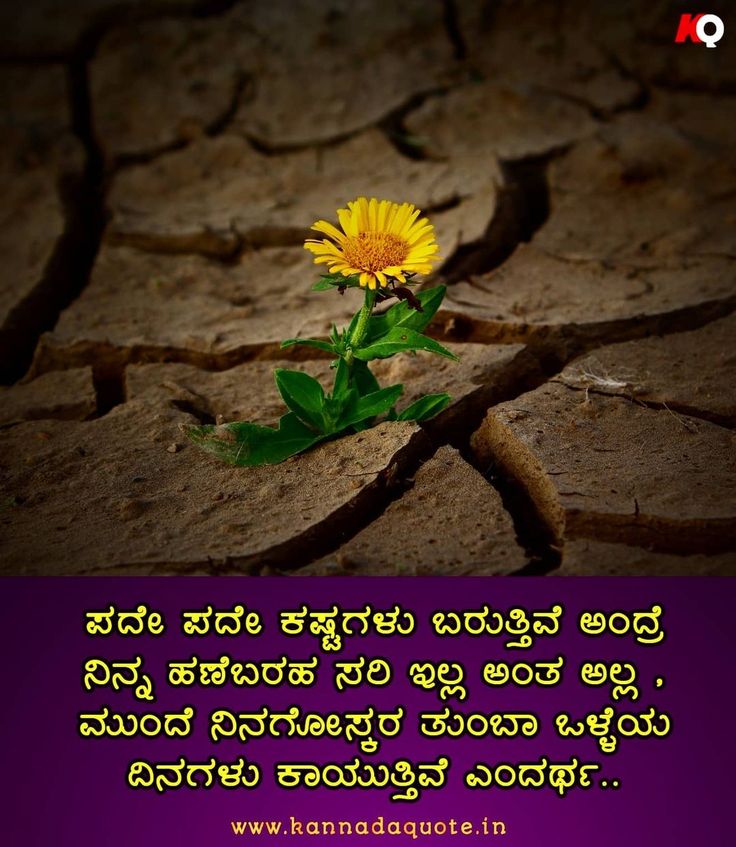 KQ
ಪದೇ ಪದೇ ಕಷ್ಟಗಳು ಬರುತ್ತಿವೆ ಅಂದ್ರೆ
ನಿನ್ನ ಹಣೆಬರಹ ಸರಿ ಇಲ್ಲ ಅಂತ ಅಲ್ಲ ,
ಮುಂದೆ ನಿನಗೋಸ್ಕರ ತುಂಬಾ ಒಳ್ಳೆಯ
ದಿನಗಳು ಕಾಯುತ್ತಿವೆ ಎಂದರ್ಥ..
www.kannadaquote.in